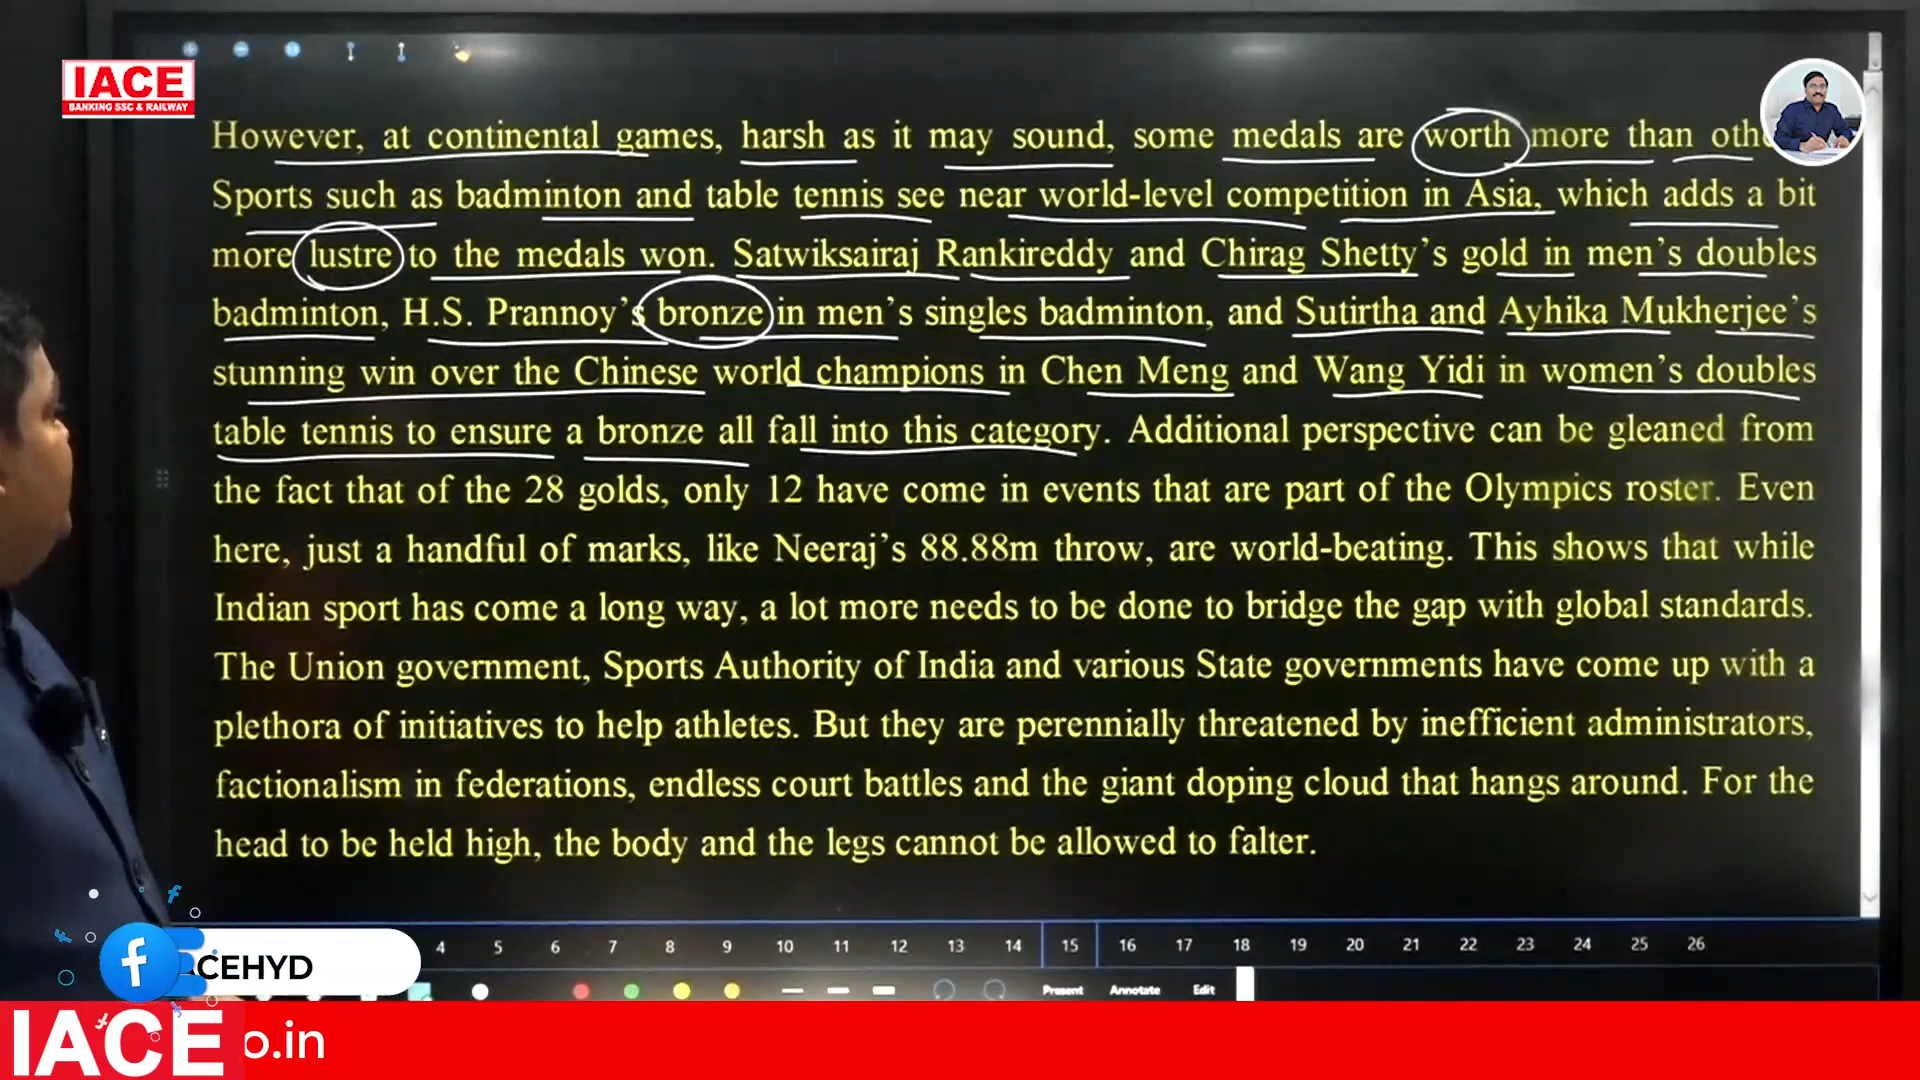 IACE
BANKING SSC & RAILWAY
However, at continental games, harsh as it may sound, some medals are worth more than
Sports such as badminton and table tennis see near world-level competition in Asia, which adds a bit
more lustre to the medals won. Satwiksairaj Rankireddy and Chirag Shetty's gold in men's doubles
badminton, H.S. Prannoy's bronze in men's singles badminton, and Sutirtha and Ayhika Mukherjee's
stunning win over the Chinese world champions in Chen Meng and Wang Yidi in women's doubles
table tennis to ensure a bronze all fall into this category. Additional perspective can be gleaned from
the fact that of the 28 golds, only 12 have come in events that are part of the Olympics roster. Even
here, just a handful of marks, like Neeraj's 88.88m throw, are world-beating. This shows that while
Indian sport has come a long way, a lot more needs to be done to bridge the gap with global standards.
The Union government, Sports Authority of India and various State governments have come up with a
plethora of initiatives to help athletes. But they are perennially threatened by inefficient administrators,
factionalism in federations, endless court battles and the giant doping cloud that hangs around. For the
head to be held high, the body and the legs cannot be allowed to falter.
4 5 6 7 8 9 10 11 12 13 14 15 16 17 18 19 20 21 22 23 24 25 26
f CEHYD
Present Annotate Edit
IACE o.in